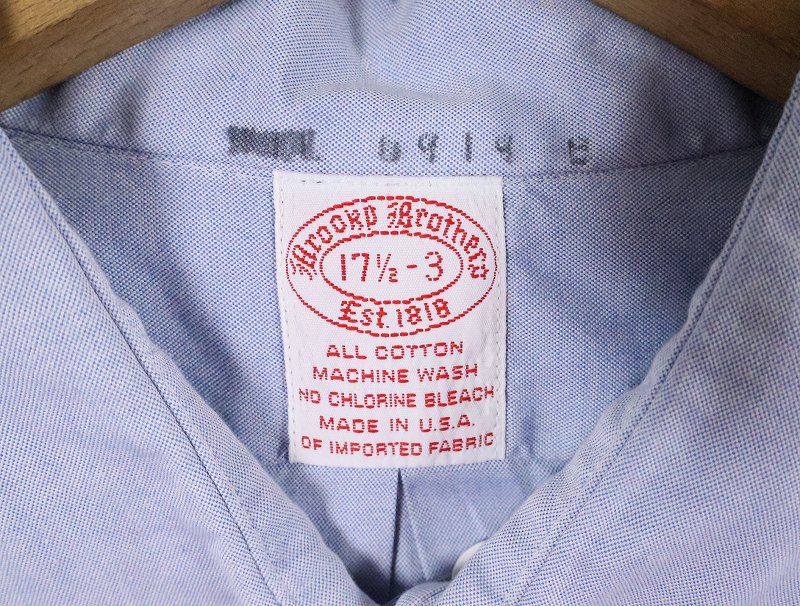 6414 B
Brooks Brothers
17½-3
Est. 1818
ALL COTTON
MACHINE WASH
NO CHLORINE BLEACH
MADE IN U.S.A.
OF IMPORTED FABRIC